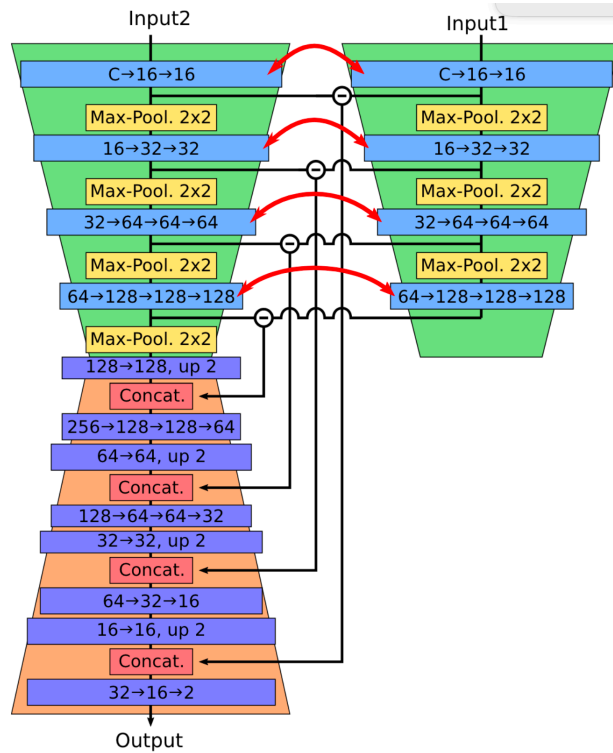 Input2
Input1
C→16→16
C→16→16
Max-Pool. 2x2
Max-Pool. 2x2
16→32→32
16→32→32
Max-Pool. 2x2
Max-Pool. 2x2
32→64→64→64
32→64→64→64
Max-Pool. 2x2
Max-Pool. 2x2
64→128→128→128
64→128→128→128
Max-Pool. 2x2
128→128, up 2
Concat.
256→128→128→64
64→64, up 2
Concat.
128→64→64→32
32→32, up 2
Concat.
64→32→16
16→16, up 2
Concat.
32→16→2
Output